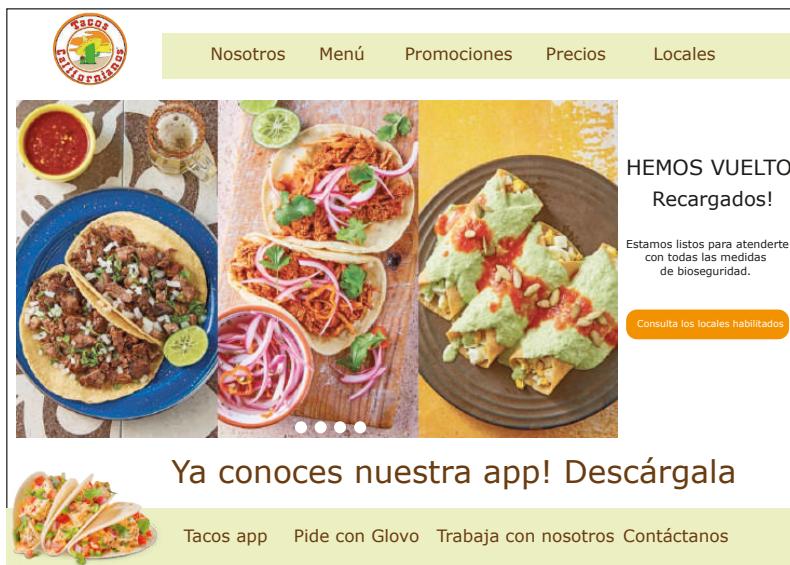 Tacos
Californianos
Nosotros Menú Promociones Precios Locales
HEMOS VUELTO
Recargados!
Estamos listos para atenderte
con todas las medidas
de bioseguridad.
Consulta los locales habilitados
Ya conoces nuestra app! Descárgala
Tacos app Pide con Glovo Trabaja con nosotros Contáctanos